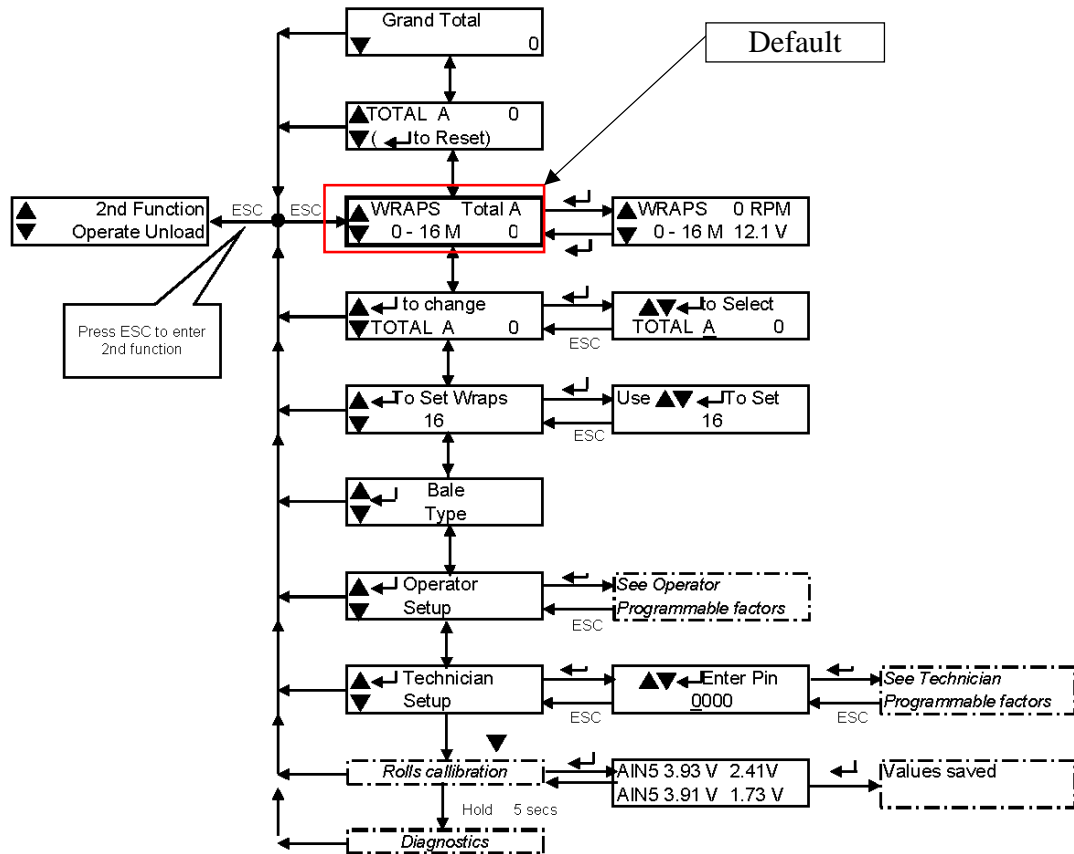 Grand Total
▼ 0
Default
▲TOTAL A 0
▼( ↵ to Reset)
▲ 2nd Function
▼ Operate Unload
ESC
ESC
▲WRAPS Total A
▼ 0 - 16 M 0
↵
↵
▲WRAPS 0 RPM
▼ 0 - 16 M 12.1 V
Press ESC to enter
2nd function
▲↵ to change
▼TOTAL A 0
↵
ESC
▲▼↵to Select
TOTAL A 0
▲↵To Set Wraps
▼ 16
↵
ESC
Use ▲▼ ↵To Set
16
▲↵ Bale
▼ Type
▲↵ Operator
▼ Setup
↵
ESC
See Operator
Programmable factors
▲↵ Technician
▼ Setup
↵
ESC
▲▼↵Enter Pin
0000
↵
ESC
See Technician
Programmable factors
▼
Rolls callibration
↵
AIN5 3.93 V 2.41V
AIN5 3.91 V 1.73 V
↵
Values saved
Hold 5 secs
Diagnostics